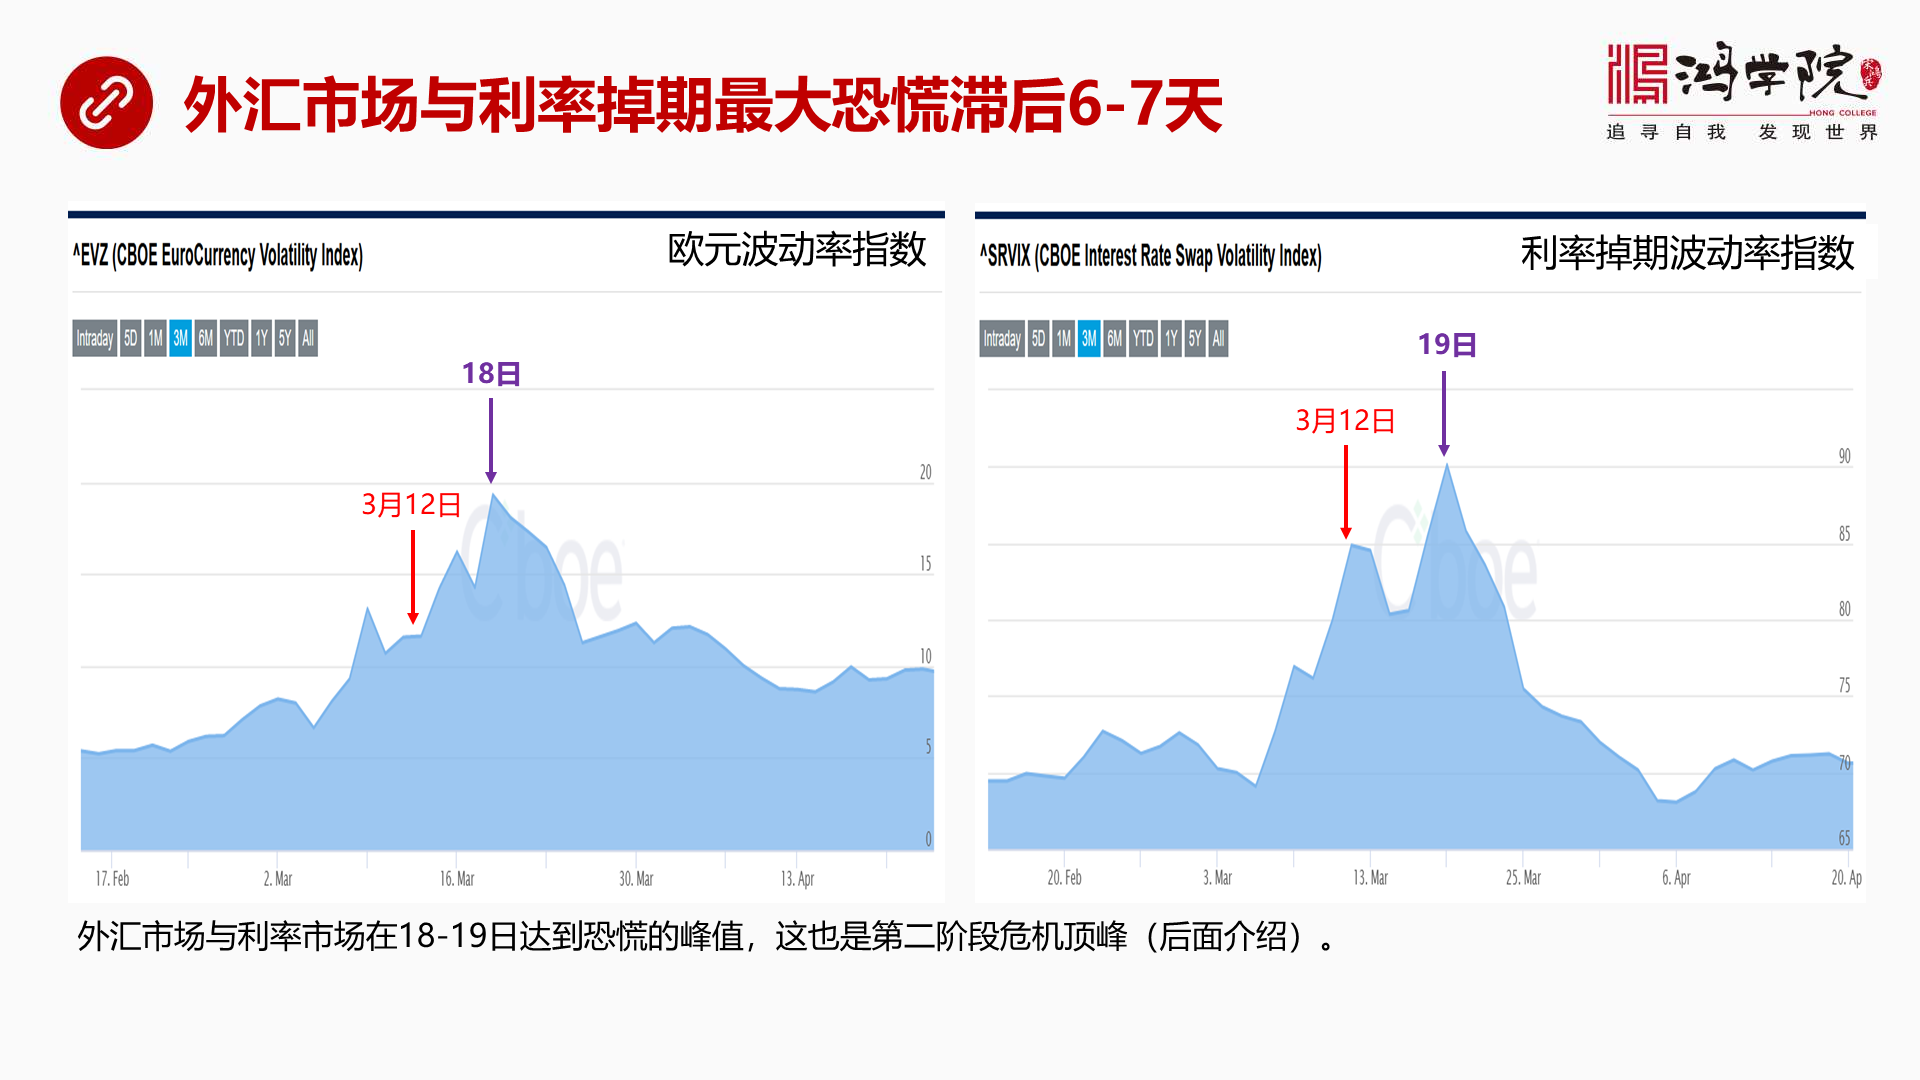 外汇市场与利率掉期最大恐慌滞后6-7天
鸿学院
宋鸿兵
HONG COLLEGE
追寻自我 发现世界
^EVZ (CBOE EuroCurrency Volatility Index)
欧元波动率指数
Intraday 5D 1M 3M 6M YTD 1Y 5Y All
18日
3月12日
Cboe
20
15
10
5
0
17. Feb 2. Mar 16. Mar 30. Mar 13. Apr
^SRVIX (CBOE Interest Rate Swap Volatility Index)
利率掉期波动率指数
Intraday 5D 1M 3M 6M YTD 1Y 5Y All
19日
3月12日
Cboe
90
85
80
75
70
65
20. Feb 3. Mar 13. Mar 25. Mar 6. Apr 20. Ap
外汇市场与利率市场在18-19日达到恐慌的峰值，这也是第二阶段危机顶峰（后面介绍）。